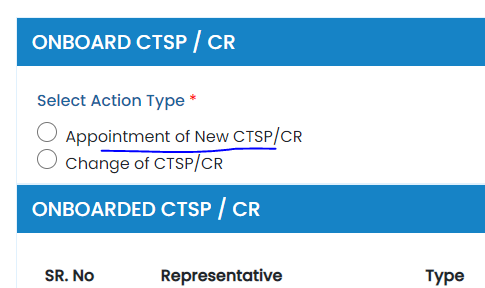 ONBOARD CTSP / CR
Select Action Type *
Appointment of New CTSP/CR
Change of CTSP/CR
ONBOARDED CTSP / CR
SR. No Representative Type